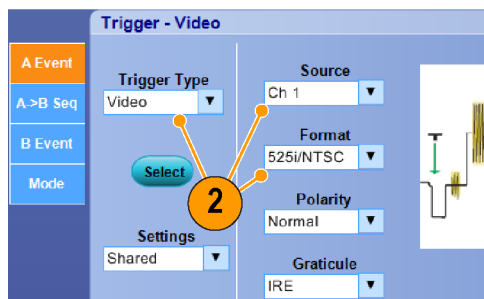 Trigger - Video
A Event
A->B Seq
B Event
Mode
Trigger Type
Video
Select
Settings
Shared
2
Source
Ch 1
Format
525i/NTSC
Polarity
Normal
Graticule
IRE
T